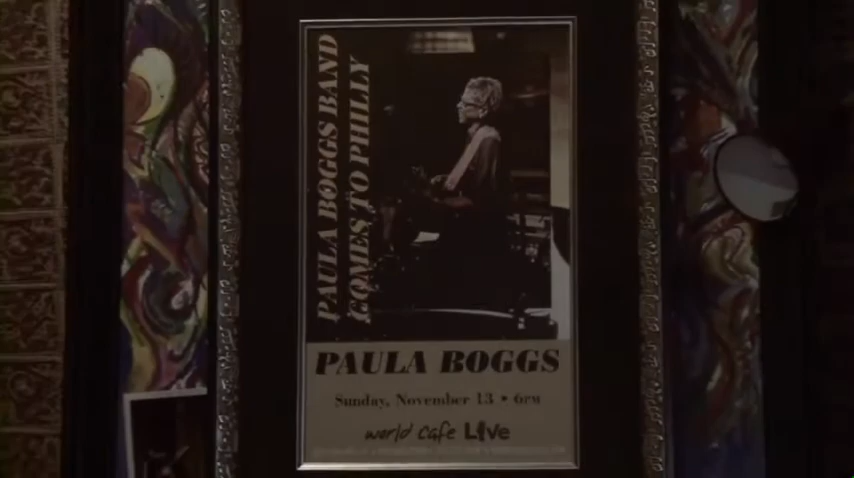 PAULA BOGGS BAND
COMES TO PHILLY
PAULA BOGGS
Sunday, November 13 • 6PM
world cafe LIve